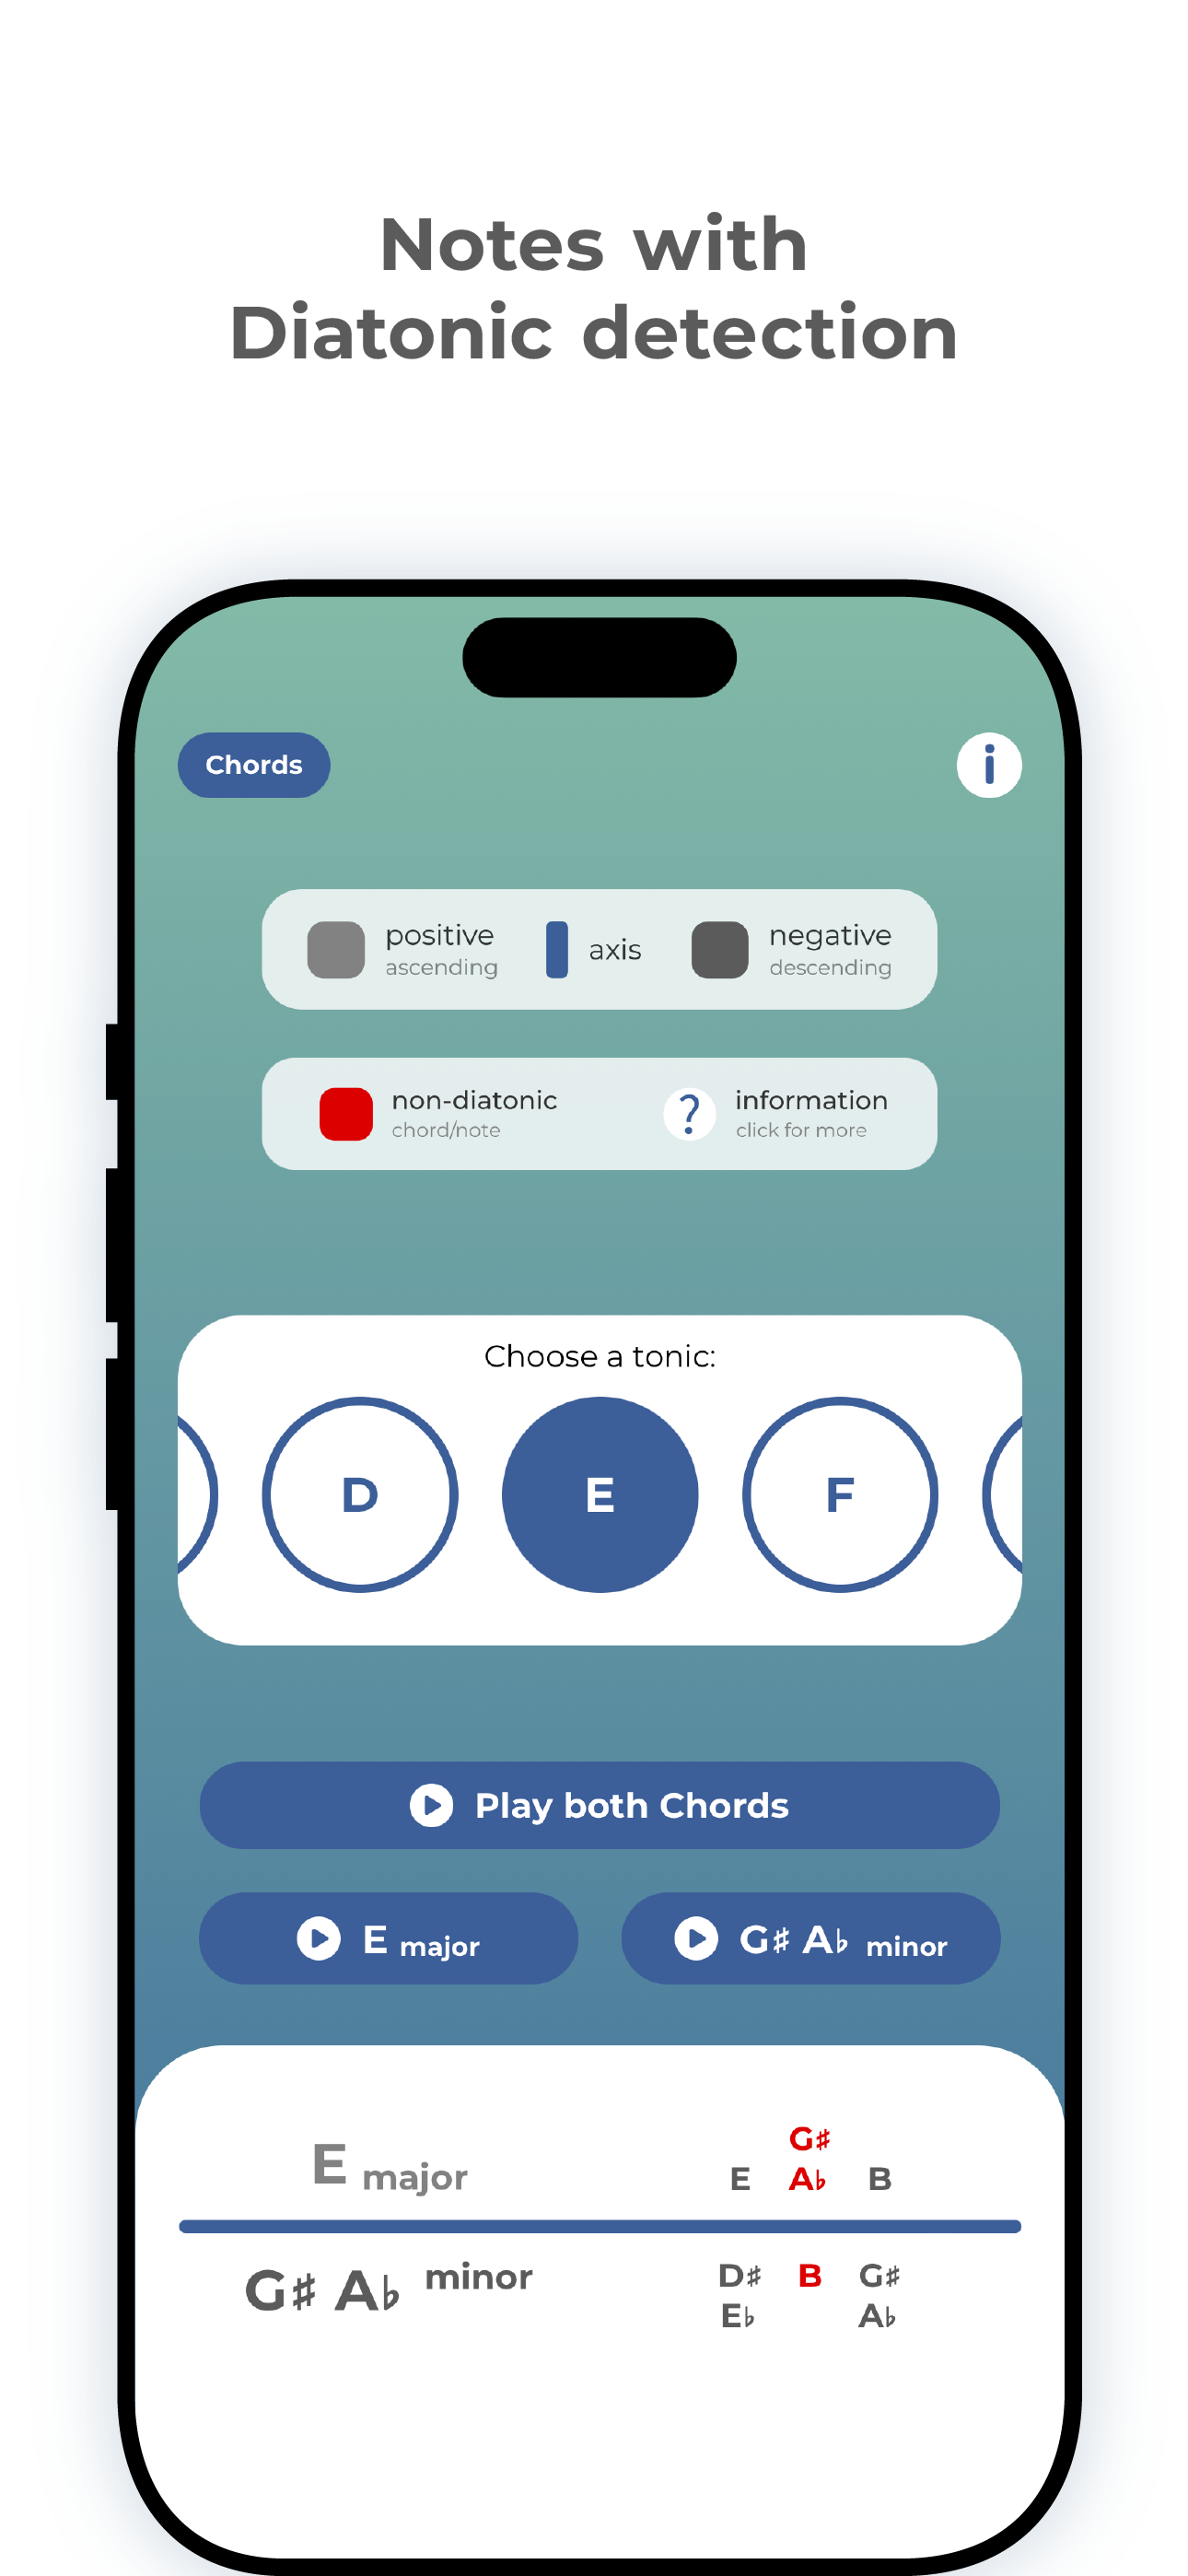 Notes with
Diatonic detection
Chords
i
positive
ascending
axis
negative
descending
non-diatonic
chord/note
?
information
click for more
Choose a tonic:
D E F
Play both Chords
E major
G♯ A♭ minor
E major
G♯
E A♭ B
G♯ A♭ minor
D♯ B G♯
E♭ A♭